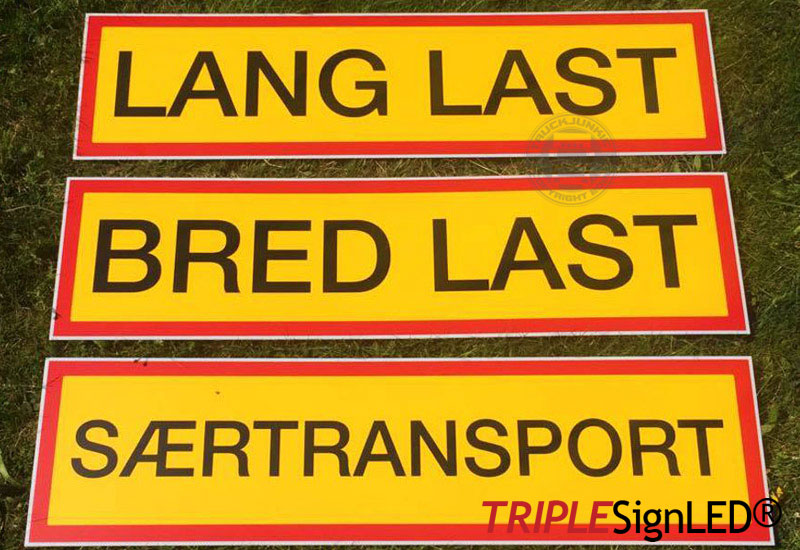 LANG LAST
BRED LAST
SÆRTRANSPORT
TRIPLESignLED®